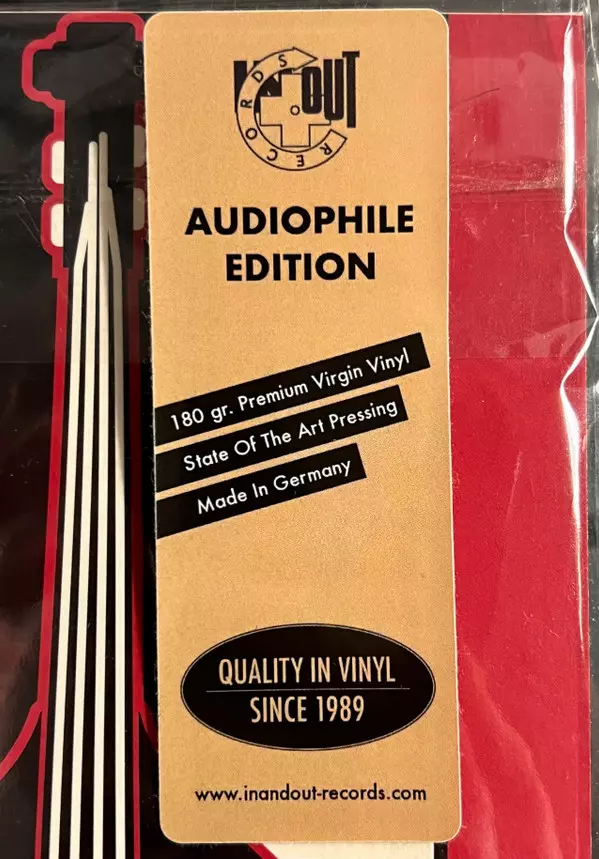 IN+OUT
RECORDS
AUDIOPHILE
EDITION
180 gr. Premium Virgin Vinyl
State Of The Art Pressing
Made In Germany
QUALITY IN VINYL
SINCE 1989
www.inandout-records.com